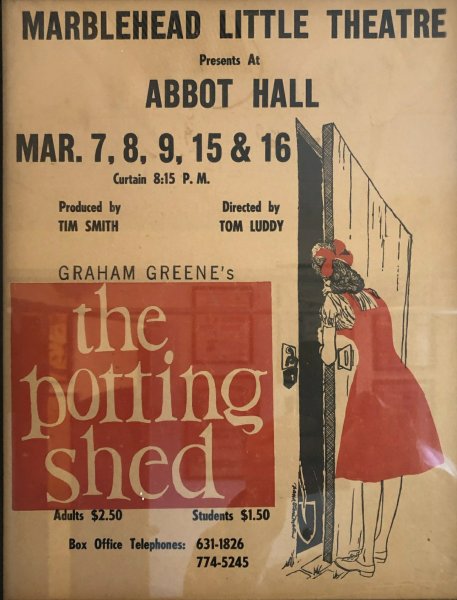 MARBLEHEAD LITTLE THEATRE
Presents At
ABBOT HALL
MAR. 7, 8, 9, 15 & 16
Curtain 8:15 P. M.
Produced by
TIM SMITH
Directed by
TOM LUDDY
GRAHAM GREENE's
the
potting
shed
Adults $2.50
Students $1.50
Box Office Telephones: 631-1826
774-5245